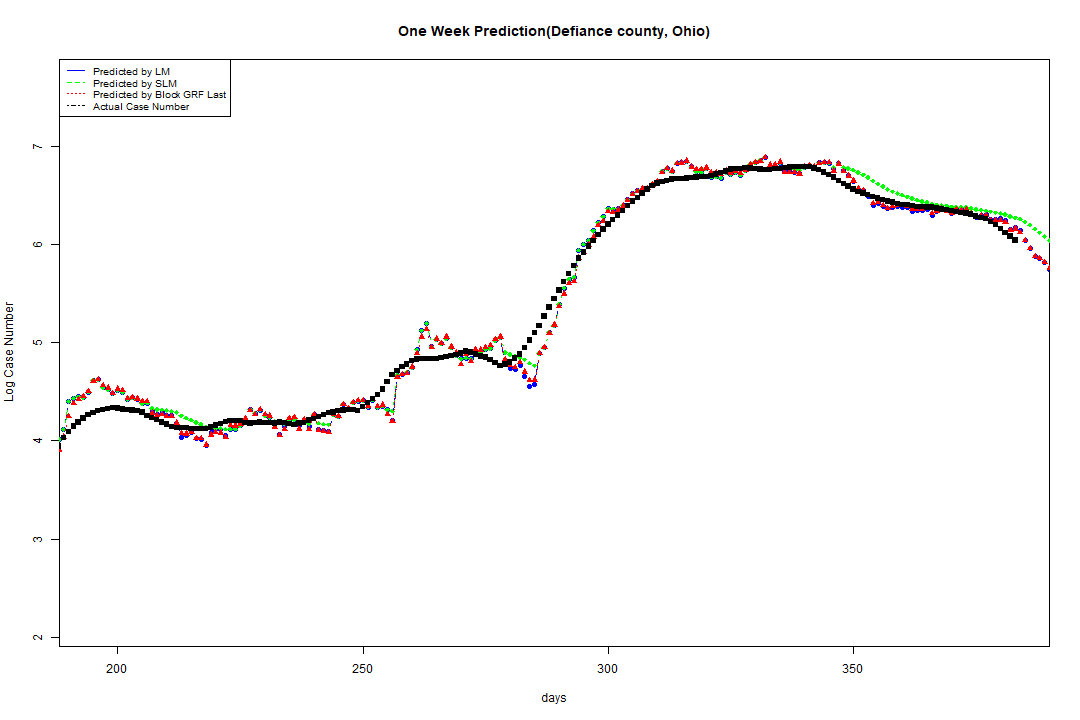 One Week Prediction(Defiance county, Ohio)
Predicted by LM
Predicted by SLM
Predicted by Block GRF Last
Actual Case Number
7
6
5
4
3
2
Log Case Number
200 250 300 350
days